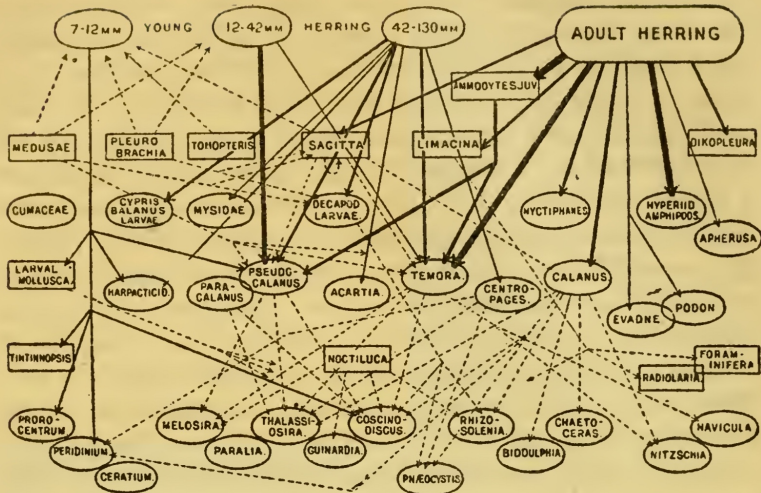 7-12MM YOUNG 12-42MM HERRING 42-130MM
ADULT HERRING
AMMODYTES JUV.
MEDUSAE
PLEURO
BRACHIA
TOMOPTERIS
SAGITTA
LIMACINA
OIKOPLEURA
CUMACEAE
CYPRIS
BALANUS
LARVAE
MYSIDAE
DECAPOD
LARVAE
NYCTIPHANES
HYPERIID
AMPHIPODS.
APHERUSA
LARVAL
MOLLUSCA.
HARPACTICID
PARA-
CALANUS
PSEUDO-
CALANUS
ACARTIA.
TEMORA.
CENTRO-
PAGES.
CALANUS
EVADNE
PODON
TINTINNOPSIS
NOCTILUCA.
FORAM-
INIFERA
RADIOLARIA
PRORO-
CENTRUM.
PERIDINIUM.
CERATIUM.
MELOSIRA.
PARALIA.
THALASSI-
OSIRA.
GUINARDIA.
COSCINO-
DISCUS.
PHÆOCYSTIS
RHIZO-
SOLENIA.
BIDDULPHIA
CHAETO-
CERAS.
NITZSCHIA
NAVICULA